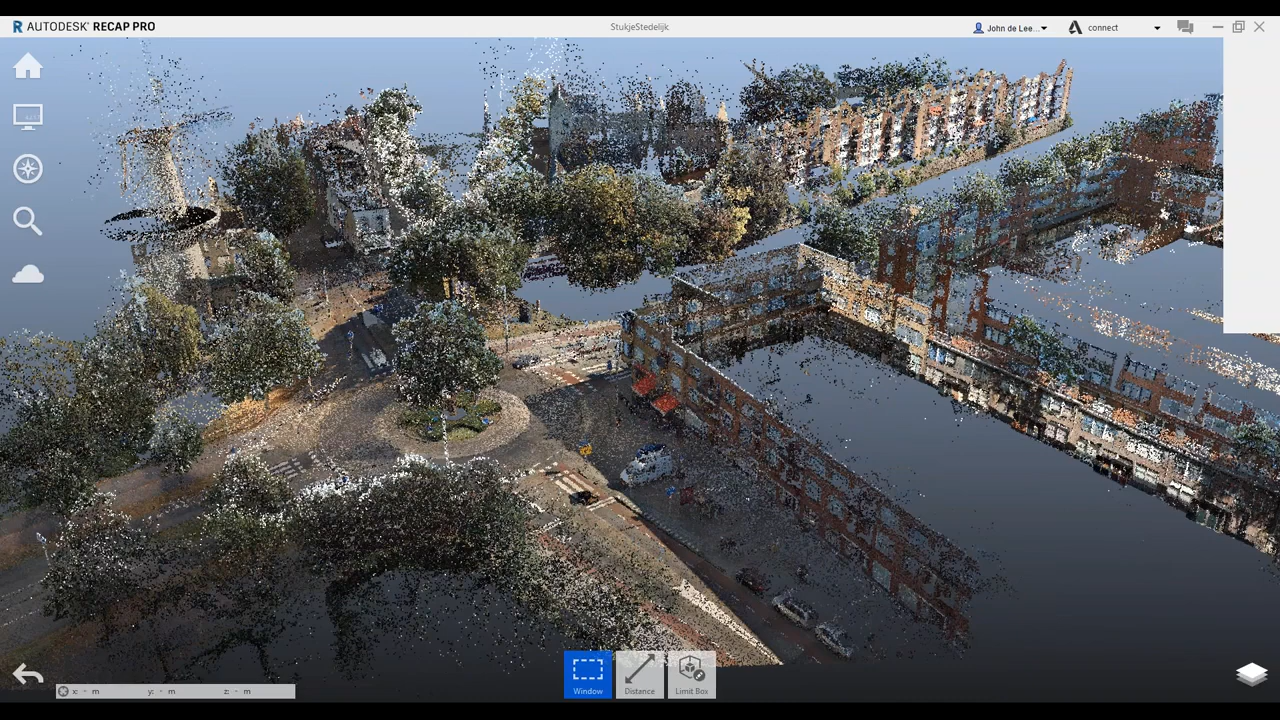 R AUTODESK® RECAP PRO
StukjeStedelijk
John de Lee...
connect
x: - m y: - m z: - m
Window
Distance
Limit Box